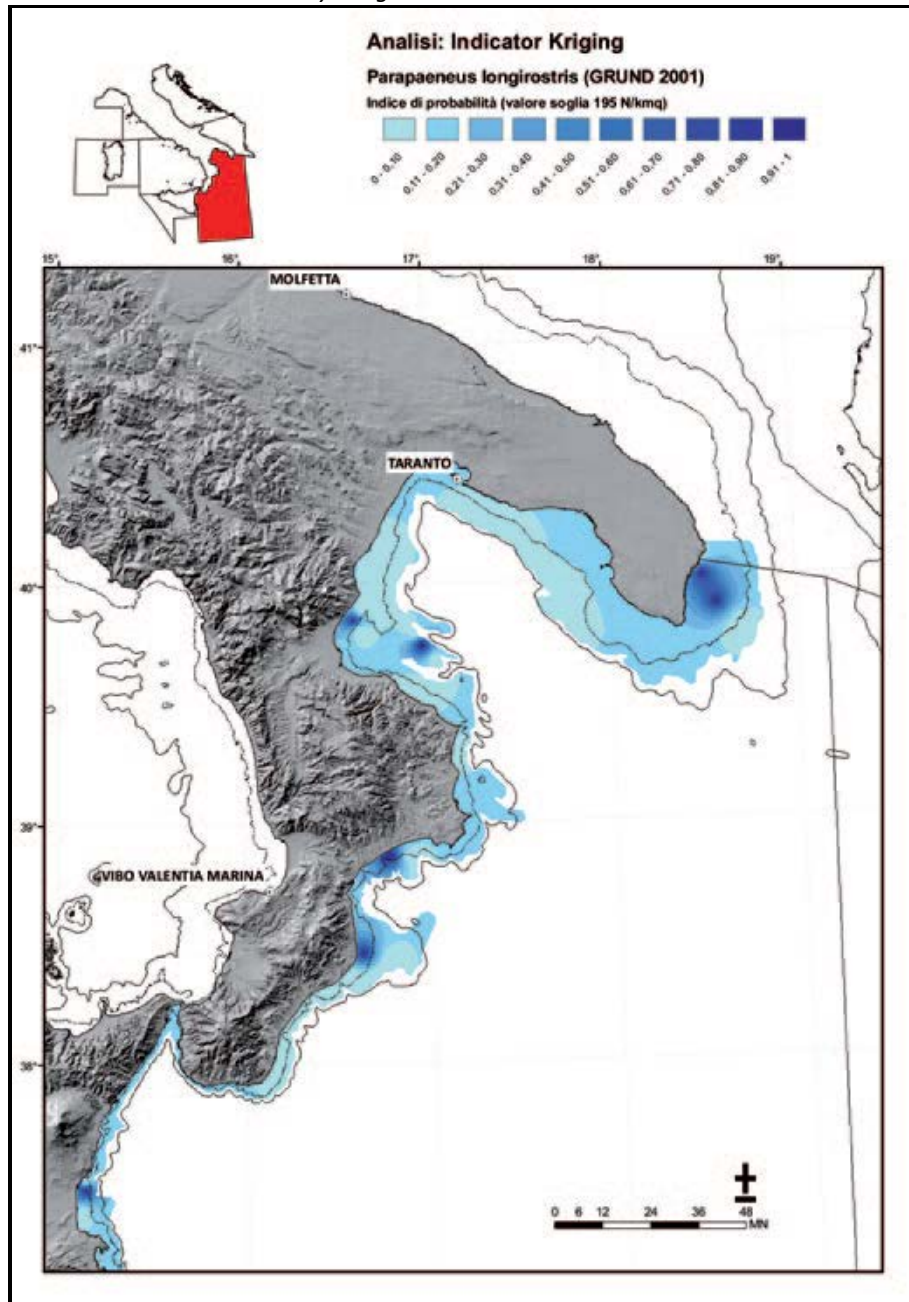 Analisi: Indicator Kriging
Parapaeneus longirostris (GRUND 2001)
Indice di probabilità (valore soglia 195 N/kmq)
0 - 0.10
0.11 - 0.20
0.21 - 0.30
0.31 - 0.40
0.41 - 0.50
0.51 - 0.60
0.61 - 0.70
0.71 - 0.80
0.81 - 0.90
0.91 - 1
15° 16° 17° 18° 19°
MOLFETTA
41°
TARANTO
40°
39°
VIBO VALENTIA MARINA
38°
0 6 12 24 36 48
MN